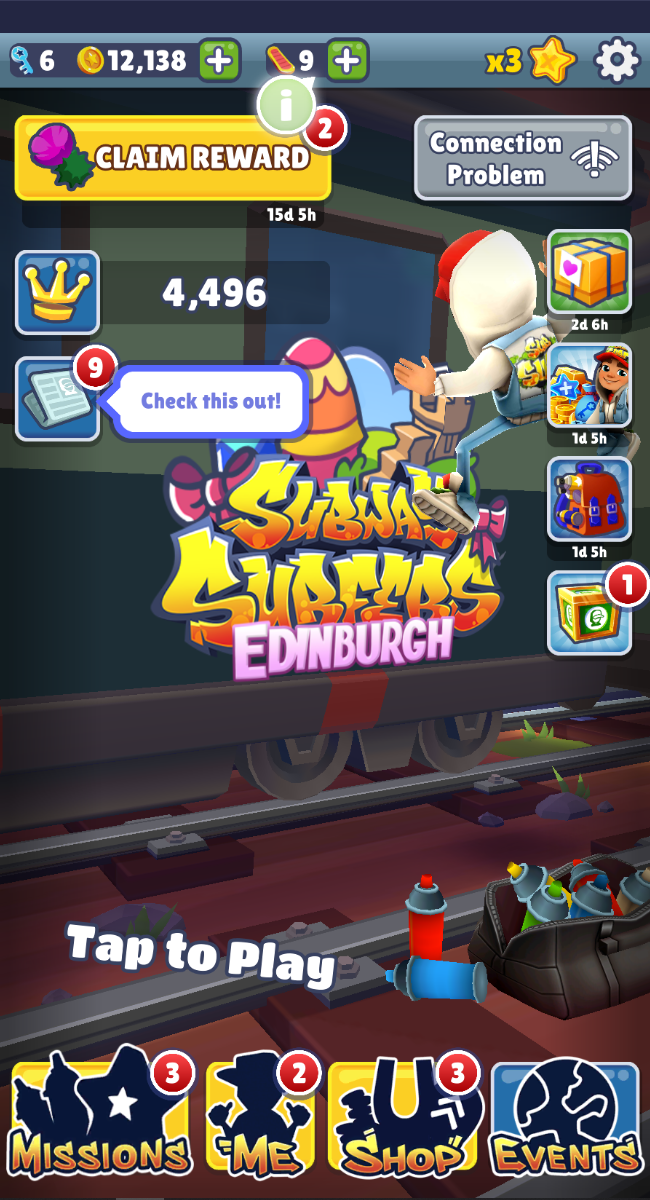 6
12,138
9
x3
i
2
CLAIM REWARD
Connection
Problem
15d 5h
4,496
2d 6h
9
Check this out!
1d 5h
SUBWAY
SURFERS
EDINBURGH
1d 5h
1
Tap to Play
3
2
3
MISSIONS
ME
SHOP
EVENTS